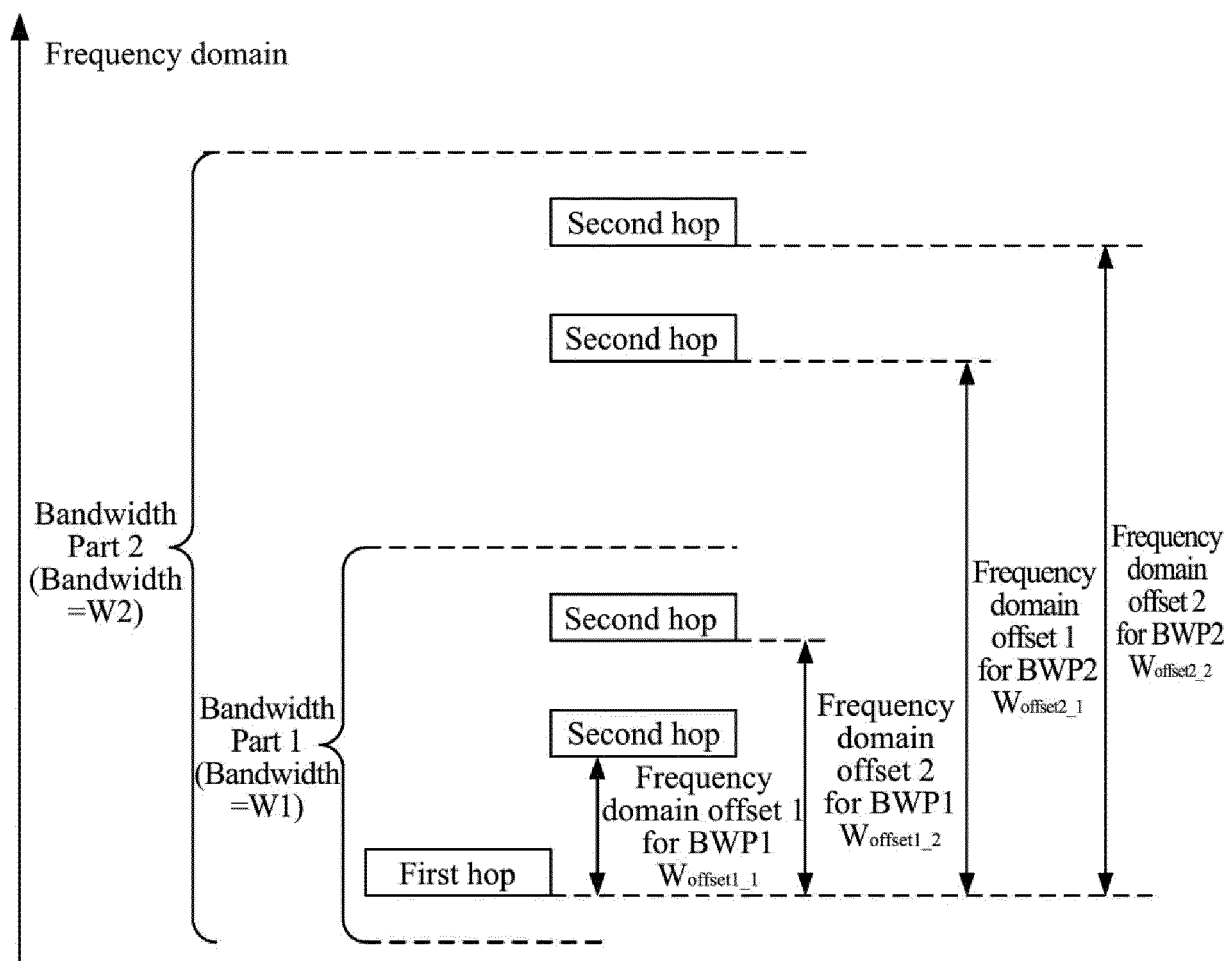 Frequency domain
Second hop
Second hop
Bandwidth
Part 2
(Bandwidth
=W2)
Frequency
domain
offset 2
for BWP2
Woffset2_2
Frequency
domain
offset 1
for BWP2
Woffset2_1
Second hop
Bandwidth
Part 1
(Bandwidth
=W1)
Second hop
Frequency
domain
offset 2
for BWP1
Woffset1_2
Frequency
domain offset 1
for BWP1
Woffset1_1
First hop